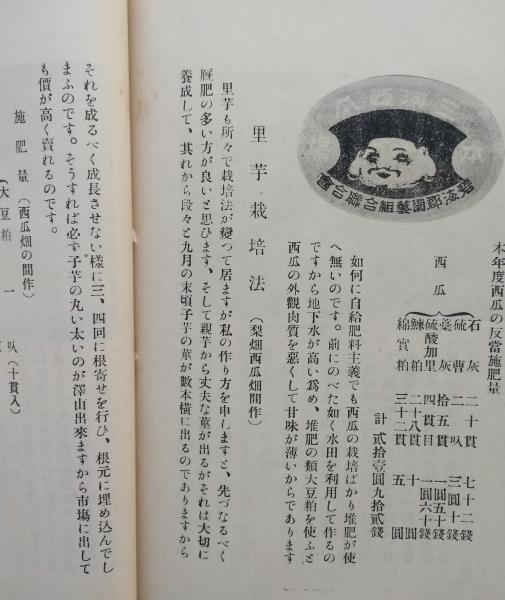 本年度西瓜の反當施肥量
西瓜
石灰 二十貫 七十二錢
硫曹 二叺 三圓十錢
藁灰 拾五貫 一圓五十錢
硫酸加里 四貫目 一圓六十錢
鰊粕 二十八貫 十圓
綿實粕 三十二貫 五圓
計 貳拾壹圓九拾貳錢
如何に自給肥料主義でも西瓜の栽培ばかり堆肥が使
へ無いのです。前にのべた如く水田を利用して作るの
ですから地下水が高い爲め、堆肥の類大豆粕を使ふと
西瓜の外觀肉質を惡くして甘味が薄いからであります
碧海郡園藝組合聯合會
里芋栽培法（梨畑西瓜畑間作）
里芋も所々で栽培法が變つて居ますが私の作り方を申しますと、先づなるべく
厩肥の多い方が良いと思ひます、そして親芋から丈夫な蔓が出るがそれは大切に
養成して、其れから段々と九月の末頃子芋の蔓が數本横に出るのでありますから
それを成るべく成長させない樣に三、四回に根寄せを行ひ、根元に埋め込んでし
まふのです。そうすれば必ず子芋の丸い太いのが澤山出來ますから市場に出して
も價が高く賣れるのです。
施肥量（西瓜畑の間作）
大豆粕 一叺（十貫入）